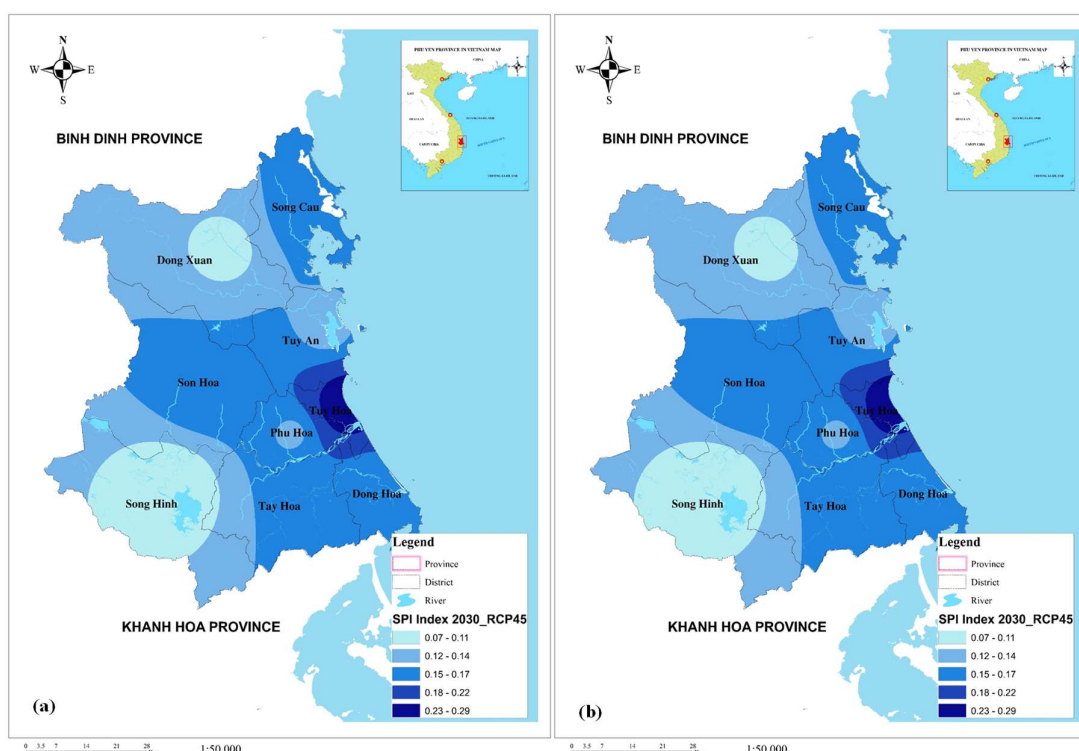 N
W E
S
PHU YEN PROVINCE IN VIETNAM MAP
CHINA
BINH DINH PROVINCE
Song Cau
Dong Xuan
Tuy An
Son Hoa
Tuy Hoa
Phu Hoa
Song Hinh
Tay Hoa
Dong Hoa
KHANH HOA PROVINCE
Legend
Province
District
River
SPI Index 2030_RCP45
0.07 - 0.11
0.12 - 0.14
0.15 - 0.17
0.18 - 0.22
0.23 - 0.29
(a)
0 3.5 7 14 21 28
1:50,000
N
W E
S
PHU YEN PROVINCE IN VIETNAM MAP
CHINA
BINH DINH PROVINCE
Song Cau
Dong Xuan
Tuy An
Son Hoa
Tuy Hoa
Phu Hoa
Song Hinh
Tay Hoa
Dong Hoa
KHANH HOA PROVINCE
Legend
Province
District
River
SPI Index 2030_RCP45
0.07 - 0.11
0.12 - 0.14
0.15 - 0.17
0.18 - 0.22
0.23 - 0.29
(b)
0 3.5 7 14 21 28
1:50,000